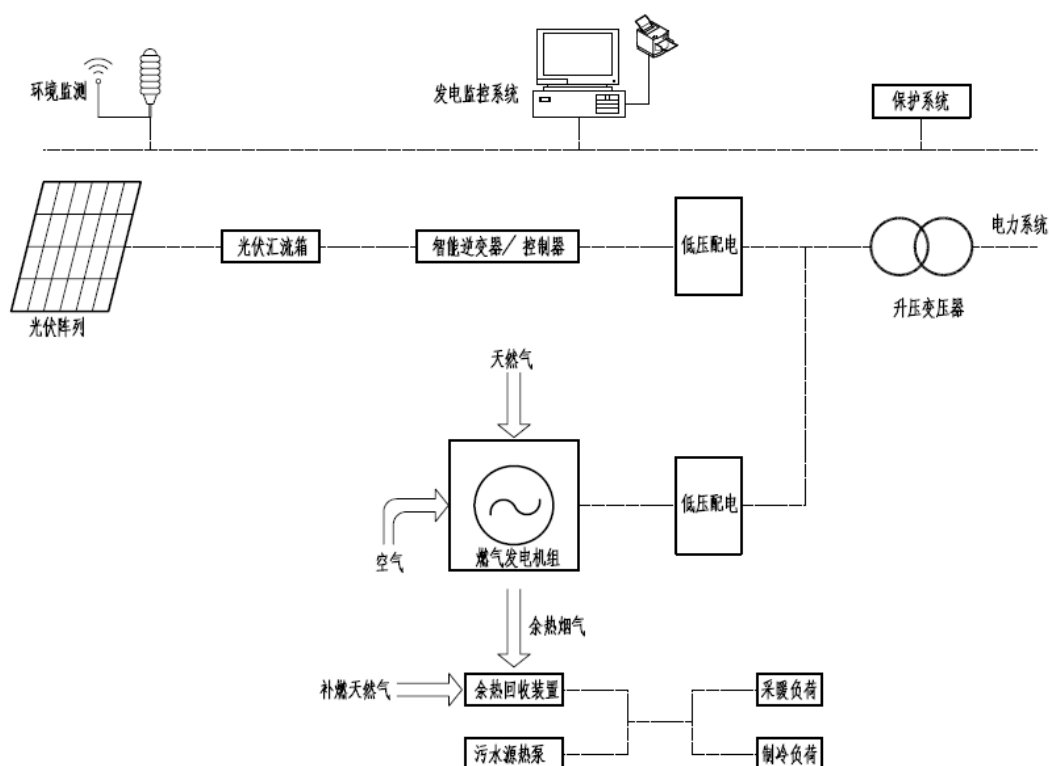 环境监测
发电监控系统
保护系统
光伏阵列
光伏汇流箱
智能逆变器/ 控制器
低压配电
电力系统
升压变压器
天然气
空气
燃气发电机组
低压配电
余热烟气
补燃天然气
余热回收装置
采暖负荷
污水源热泵
制冷负荷